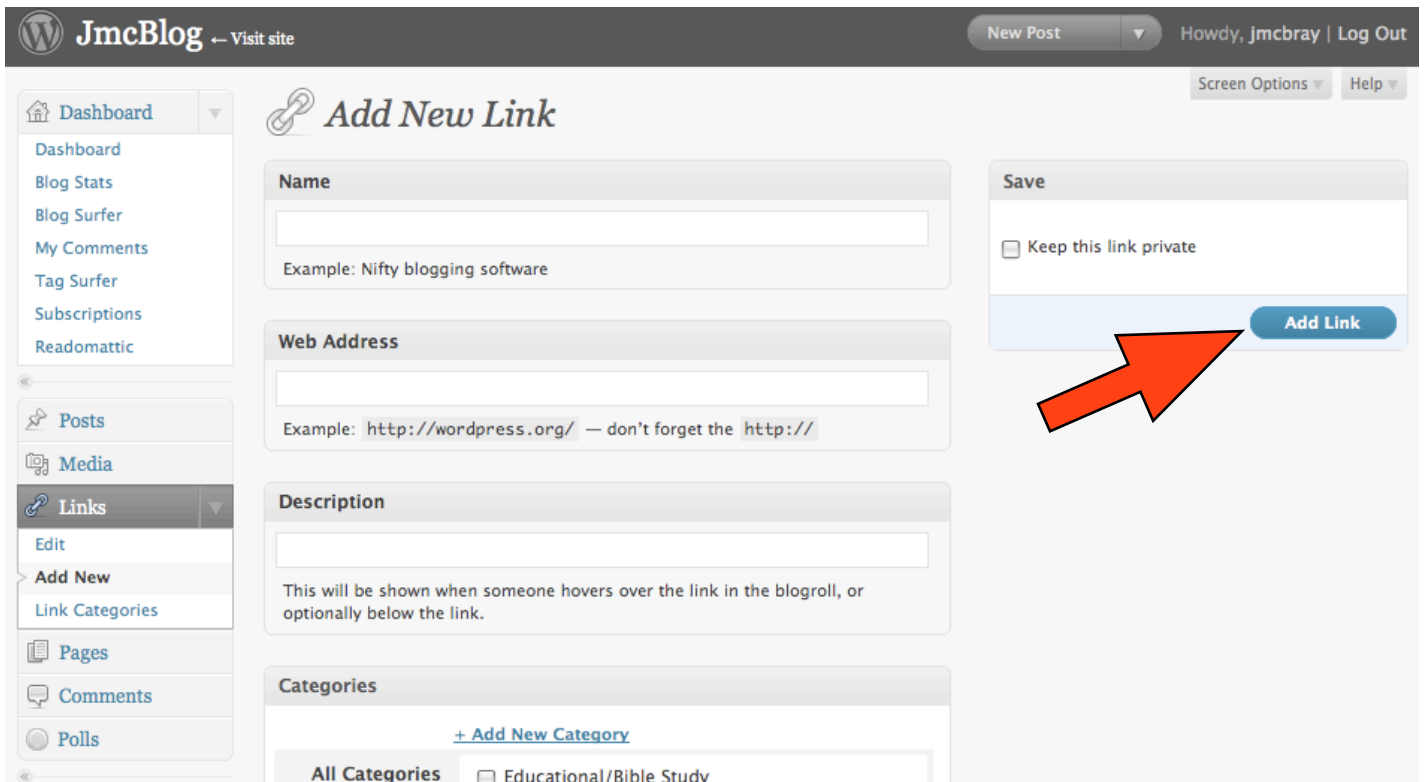 JmcBlog ← Visit site
New Post
Howdy, jmcbray | Log Out
Screen Options
Help
Dashboard
Dashboard
Blog Stats
Blog Surfer
My Comments
Tag Surfer
Subscriptions
Readomattic
Posts
Media
Links
Edit
Add New
Link Categories
Pages
Comments
Polls
Add New Link
Name
Example: Nifty blogging software
Web Address
Example: http://wordpress.org/ — don't forget the http://
Description
This will be shown when someone hovers over the link in the blogroll, or
optionally below the link.
Categories
+ Add New Category
All Categories
Educational/Bible Study
Save
Keep this link private
Add Link